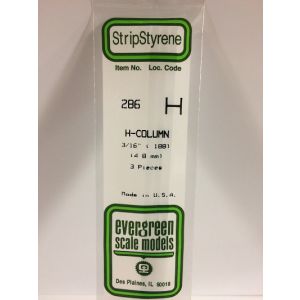 StripStyrene
Item No. Loc. Code
286 H
H-COLUMN
3/16" ( 188)
(4 8 mm)
3 Pieces
Made in U.S.A.
evergreen
scale models
Des Plaines, IL 60018